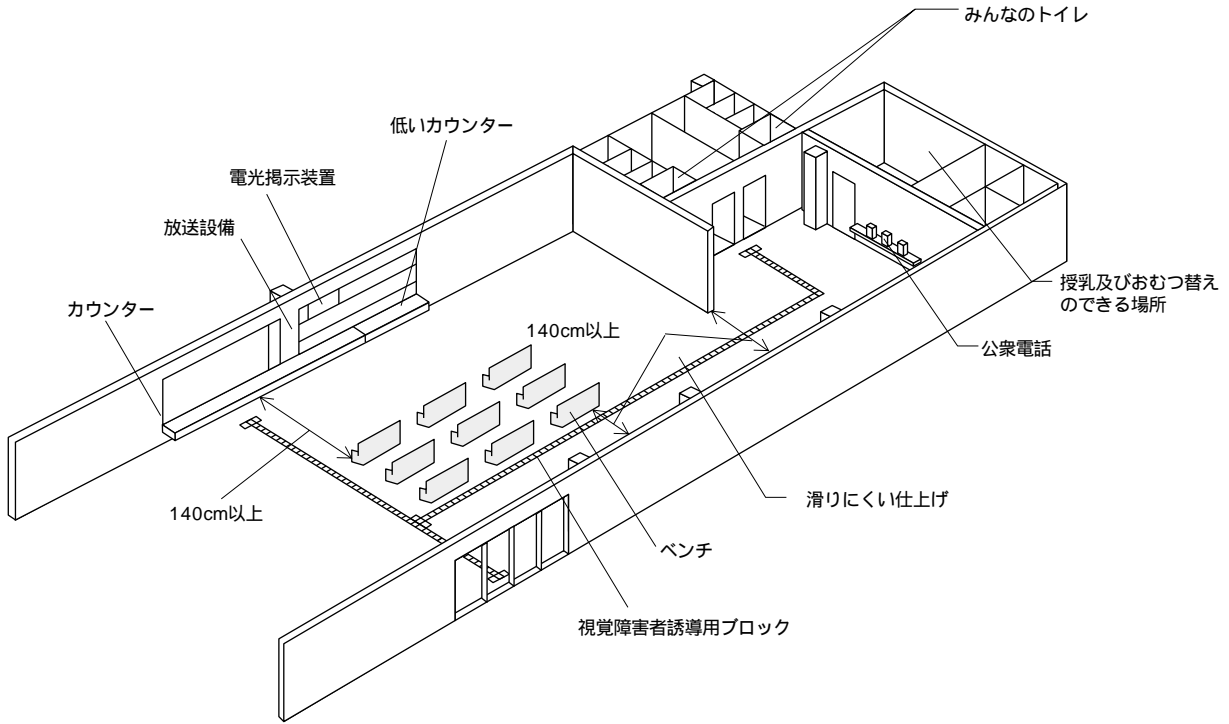 みんなのトイレ
低いカウンター
電光掲示装置
放送設備
カウンター
授乳及びおむつ替え
のできる場所
140cm以上
公衆電話
滑りにくい仕上げ
140cm以上
ベンチ
視覚障害者誘導用ブロック